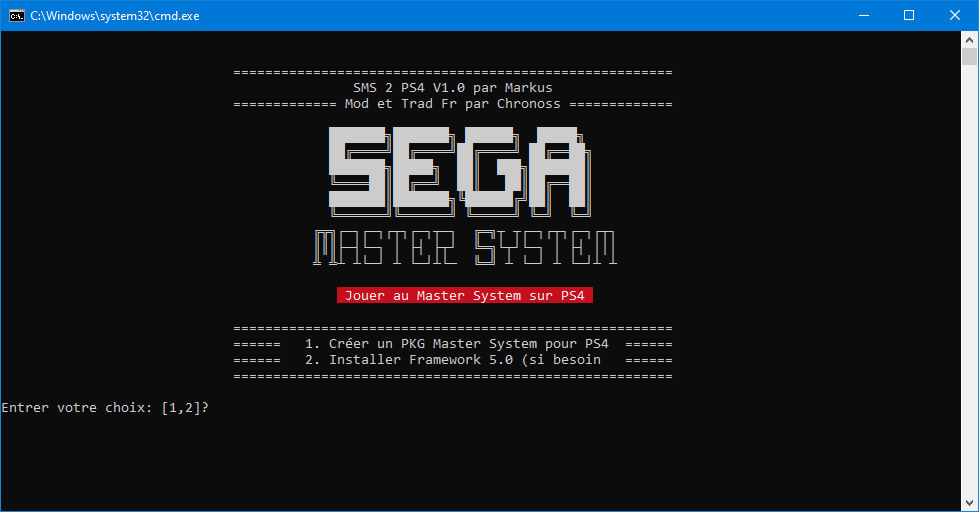 C:\Windows\system32\cmd.exe
=======================================================
SMS 2 PS4 V1.0 par Markus
============= Mod et Trad Fr par Chronoss =============
SEGA
MASTER SYSTEM
Jouer au Master System sur PS4
=======================================================
====== 1. Créer un PKG Master System pour PS4 ======
====== 2. Installer Framework 5.0 (si besoin ======
=======================================================
Entrer votre choix: [1,2]?